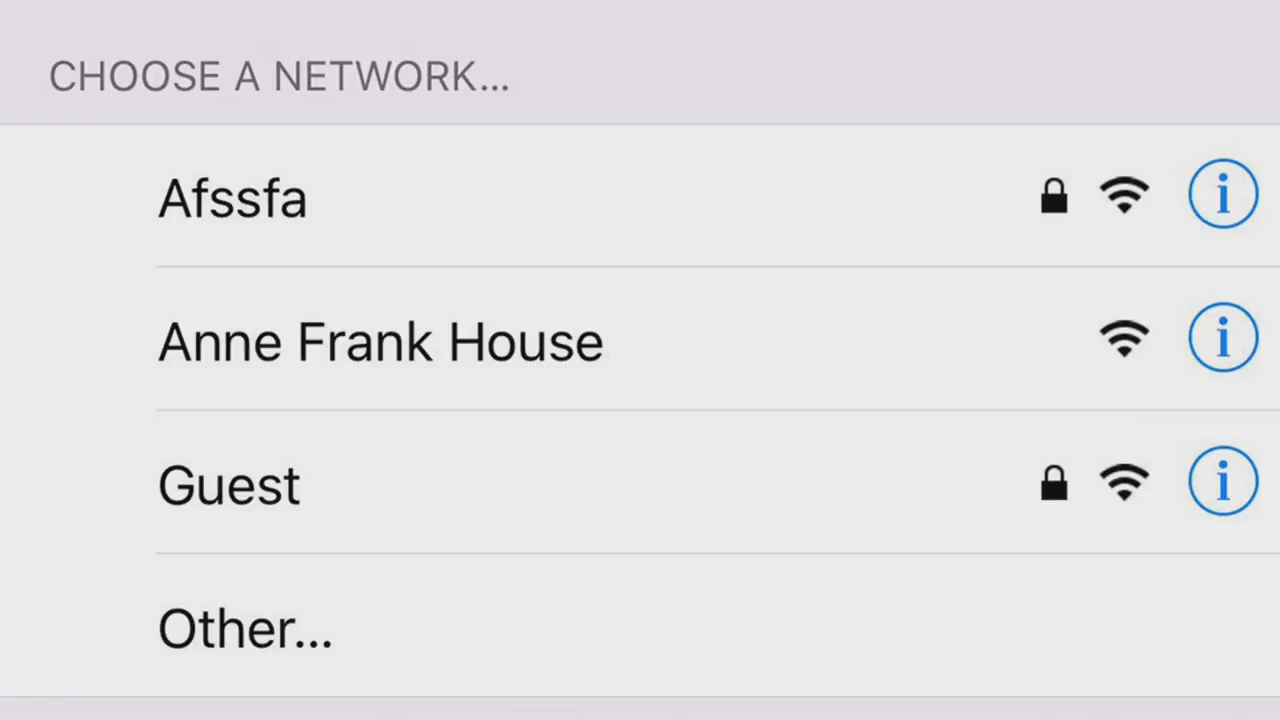 CHOOSE A NETWORK...
Afssfa
Anne Frank House
Guest
Other...